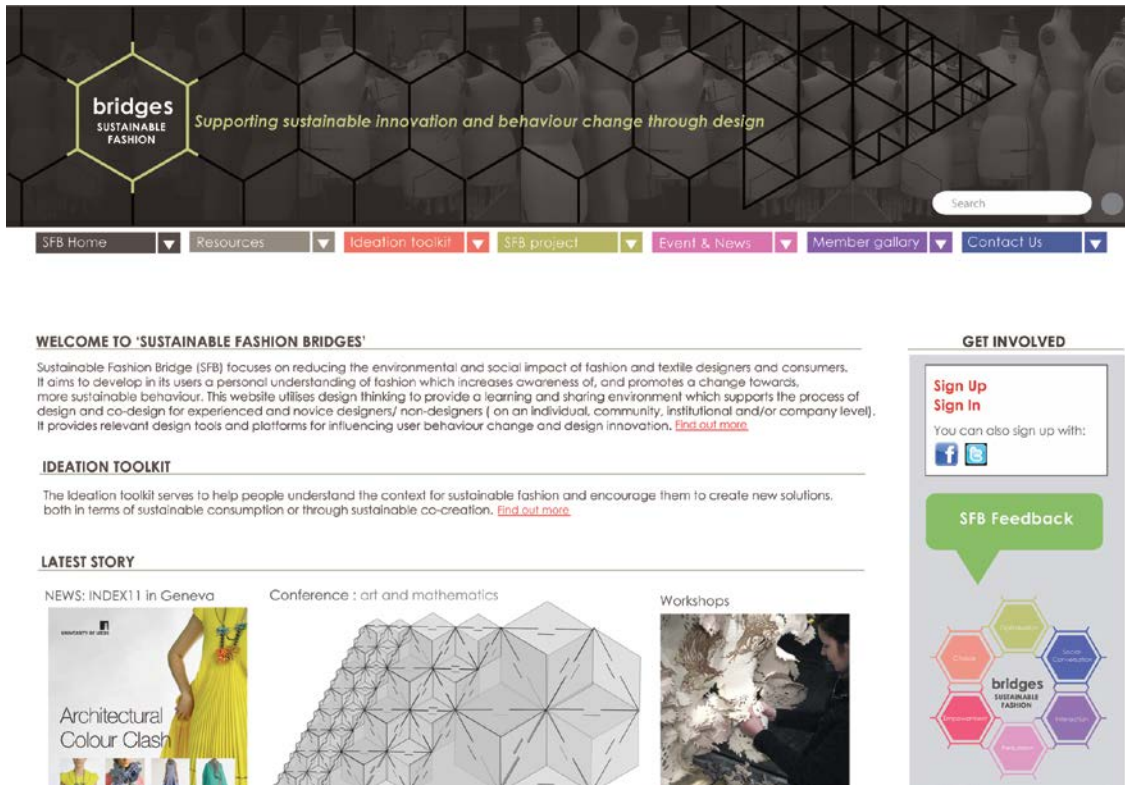 bridges
SUSTAINABLE
FASHION
Supporting sustainable innovation and behaviour change through design
Search
SFB Home
Resources
Ideation toolkit
SFB project
Event & News
Member gallary
Contact Us
WELCOME TO ‘SUSTAINABLE FASHION BRIDGES’
Sustainable Fashion Bridge (SFB) focuses on reducing the environmental and social impact of fashion and textile designers and consumers.
It aims to develop in its users a personal understanding of fashion which increases awareness of, and promotes a change towards,
more sustainable behaviour. This website utilises design thinking to provide a learning and sharing environment which supports the process of
design and co-design for experienced and novice designers/ non-designers ( on an individual, community, institutional and/or company level).
It provides relevant design tools and platforms for influencing user behaviour change and design innovation. Find out more
IDEATION TOOLKIT
The Ideation toolkit serves to help people understand the context for sustainable fashion and encourage them to create new solutions.
both in terms of sustainable consumption or through sustainable co-creation. Find out more
LATEST STORY
NEWS: INDEX11 in Geneva
UNIVERSITY OF LEEDS
Architectural
Colour Clash
Conference : art and mathematics
Workshops
GET INVOLVED
Sign Up
Sign In
You can also sign up with:
SFB Feedback
Optimisation
Choice
Social
Conversation
bridges
SUSTAINABLE
FASHION
Empowerment
Interaction